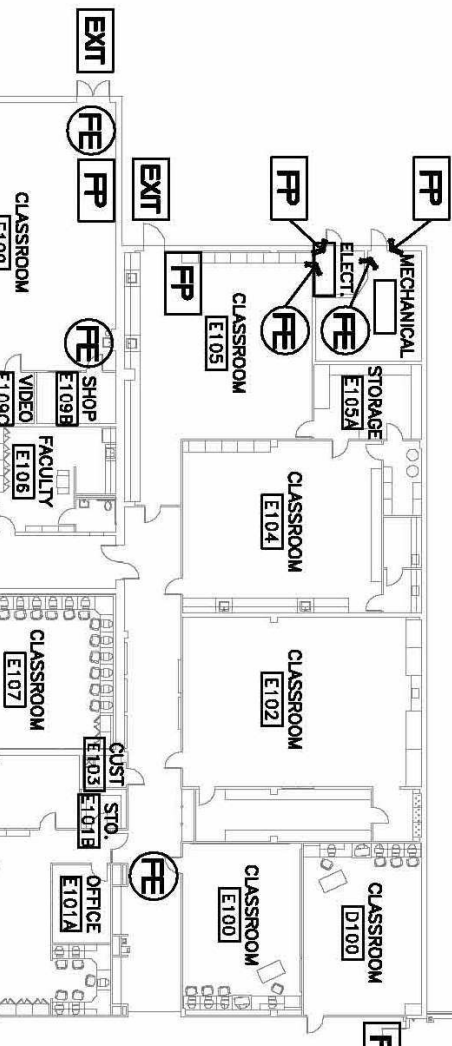 EXIT
FE
FP
EXIT
FP
FP
FP
ELECT.
MECHANICAL
FE
FE
CLASSROOM
CLASSROOM
E105
FE
SHOP
E109B
VIDEO
STORAGE
E105A
FACULTY
E106
CLASSROOM
E104
CLASSROOM
E107
CLASSROOM
E102
CUST
E103
STO.
E101B
FE
OFFICE
E101A
CLASSROOM
E100
CLASSROOM
D100